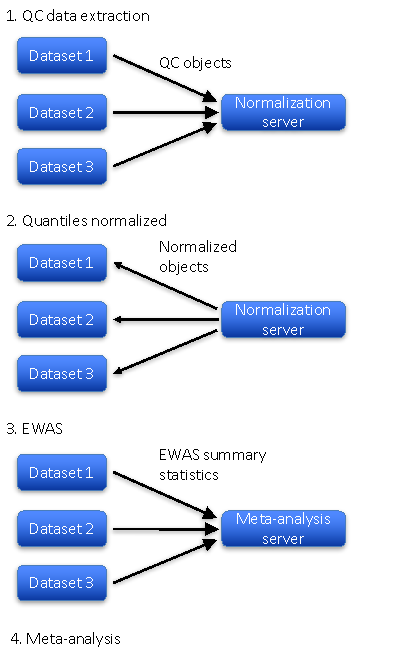 1. QC data extraction
Dataset 1
QC objects
Dataset 2
Normalization
server
Dataset 3
2. Quantiles normalized
Dataset 1
Normalized
objects
Dataset 2
Normalization
server
Dataset 3
3. EWAS
Dataset 1
EWAS summary
statistics
Dataset 2
Meta-analysis
server
Dataset 3
4. Meta-analysis